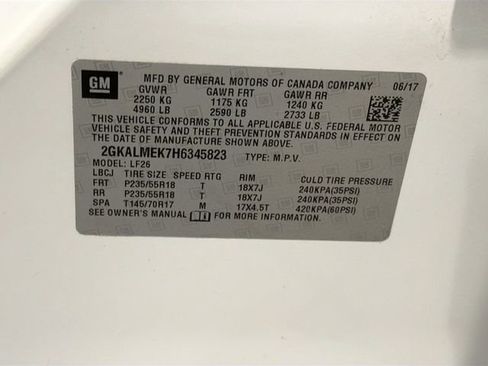 GM
MFD BY GENERAL MOTORS OF CANADA COMPANY 06/17
GVWR GAWR FRT GAWR RR
2250 KG 1175 KG 1240 KG
4960 LB 2590 LB 2733 LB
THIS VEHICLE CONFORMS TO ALL APPLICABLE U.S. FEDERAL MOTOR
VEHICLE SAFETY AND THEFT PREVENTION STANDARDS IN EFFECT ON
THE DATE OF MANUFACTURE SHOWN ABOVE.
2GKALMEK7H6345823 TYPE: M.P.V.
MODEL: LF26
LBCJ TIRE SIZE SPEED RTG RIM COLD TIRE PRESSURE
FRT P235/55R18 T 18X7J 240KPA(35PSI)
RR P235/55R18 T 18X7J 240KPA(35PSI)
SPA T145/70R17 M 17X4.5T 420KPA(60PSI)
SEE OWNER'S MANUAL FOR MORE INFORMATION.